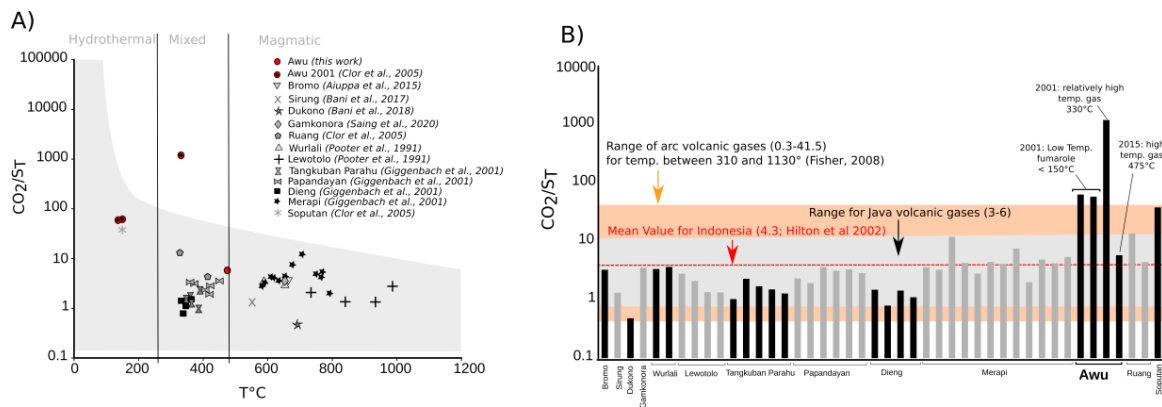 A)
Hydrothermal Mixed Magmatic
CO2/ST
100000
10000
1000
100
10
1
0.1
0 200 400 600 800 1000 1200
T°C
Awu (this work)
Awu 2001 (Clor et al., 2005)
Bromo (Aiuppa et al., 2015)
Sirung (Bani et al., 2017)
Dukono (Bani et al., 2018)
Gamkonora (Saing et al., 2020)
Ruang (Clor et al., 2005)
Wurlali (Pooter et al., 1991)
Lewotolo (Pooter et al., 1991)
Tangkuban Parahu (Giggenbach et al., 2001)
Papandayan (Giggenbach et al., 2001)
Dieng (Giggenbach et al., 2001)
Merapi (Giggenbach et al., 2001)
Soputan (Clor et al., 2005)
B)
CO2/ST
10000
1000
100
10
1
0.1
2001: relatively high
temp. gas
330°C
2001: Low Temp.
fumarole
< 150°C
2015: high
temp. gas
475°C
Range of arc volcanic gases (0.3-41.5)
for temp. between 310 and 1130° (Fisher, 2008)
Range for Java volcanic gases (3-6)
Mean Value for Indonesia (4.3; Hilton et al 2002)
Bromo
Sirung
Dukono
Gamkonora
Wurlali
Lewotolo
Tangkuban Parahu
Papandayan
Dieng
Merapi
Awu
Ruang
Soputan